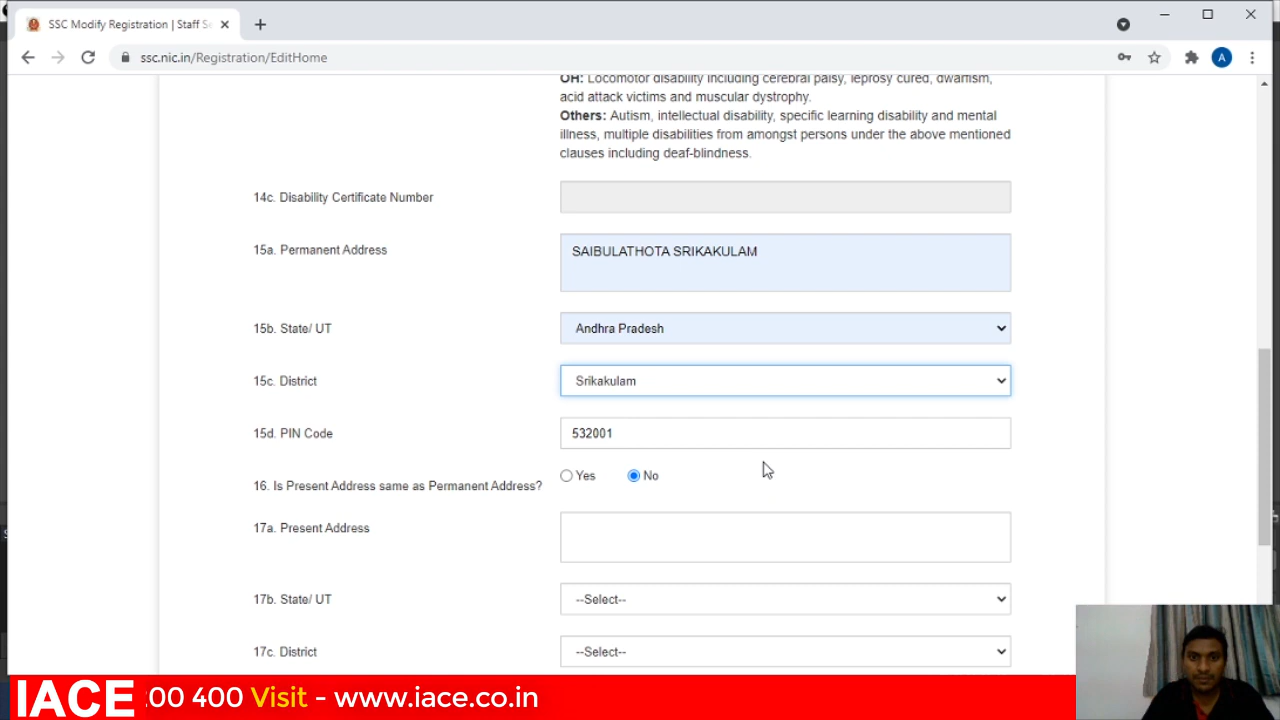 SSC Modify Registration | Staff Se
ssc.nic.in/Registration/EditHome
A
OH: Locomotor disability including cerebral palsy, leprosy cured, dwarfism,
acid attack victims and muscular dystrophy.
Others: Autism, intellectual disability, specific learning disability and mental
illness, multiple disabilities from amongst persons under the above mentioned
clauses including deaf-blindness.
14c. Disability Certificate Number
15a. Permanent Address
SAIBULATHOTA SRIKAKULAM
15b. State/ UT
Andhra Pradesh
15c. District
Srikakulam
15d. PIN Code
532001
16. Is Present Address same as Permanent Address?
Yes
No
17a. Present Address
17b. State/ UT
--Select--
17c. District
--Select--
IACE 200 400 Visit - www.iace.co.in